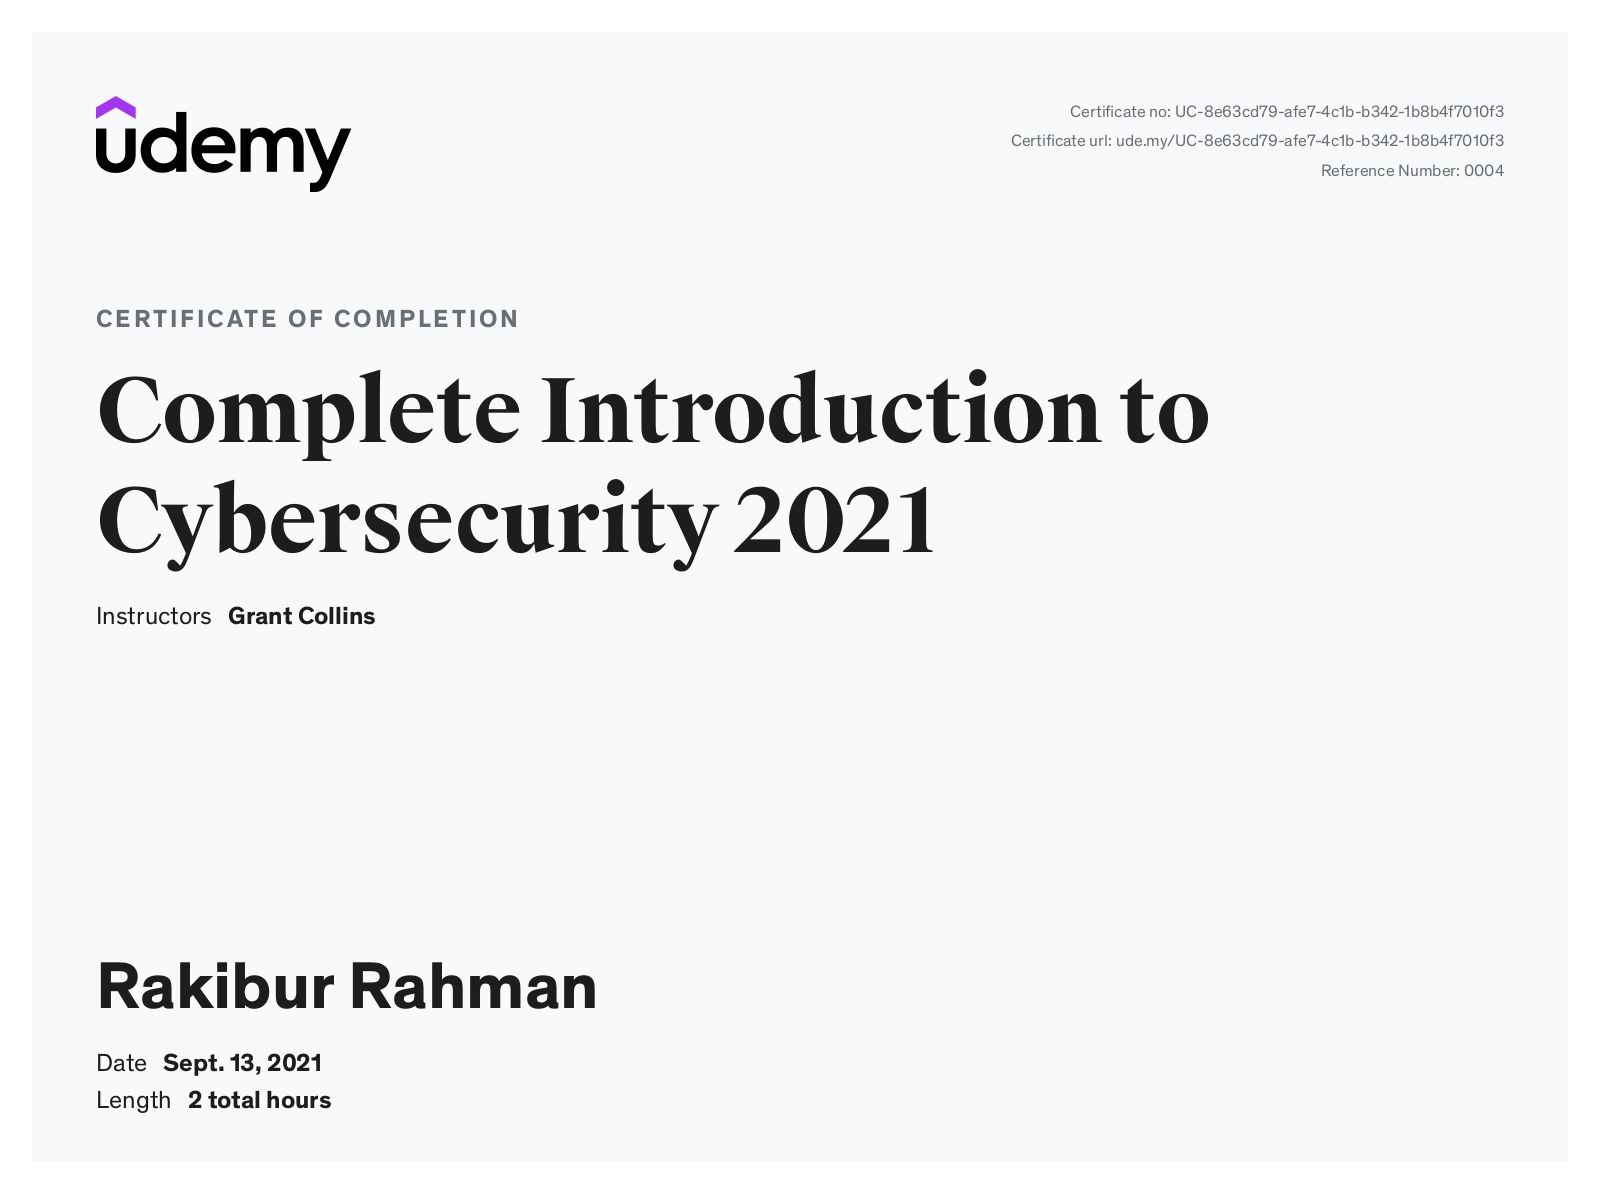 udemy
Certificate no: UC-8e63cd79-afe7-4c1b-b342-1b8b4f7010f3
Certificate url: ude.my/UC-8e63cd79-afe7-4c1b-b342-1b8b4f7010f3
Reference Number: 0004
CERTIFICATE OF COMPLETION
Complete Introduction to
Cybersecurity 2021
Instructors Grant Collins
Rakibur Rahman
Date Sept. 13, 2021
Length 2 total hours